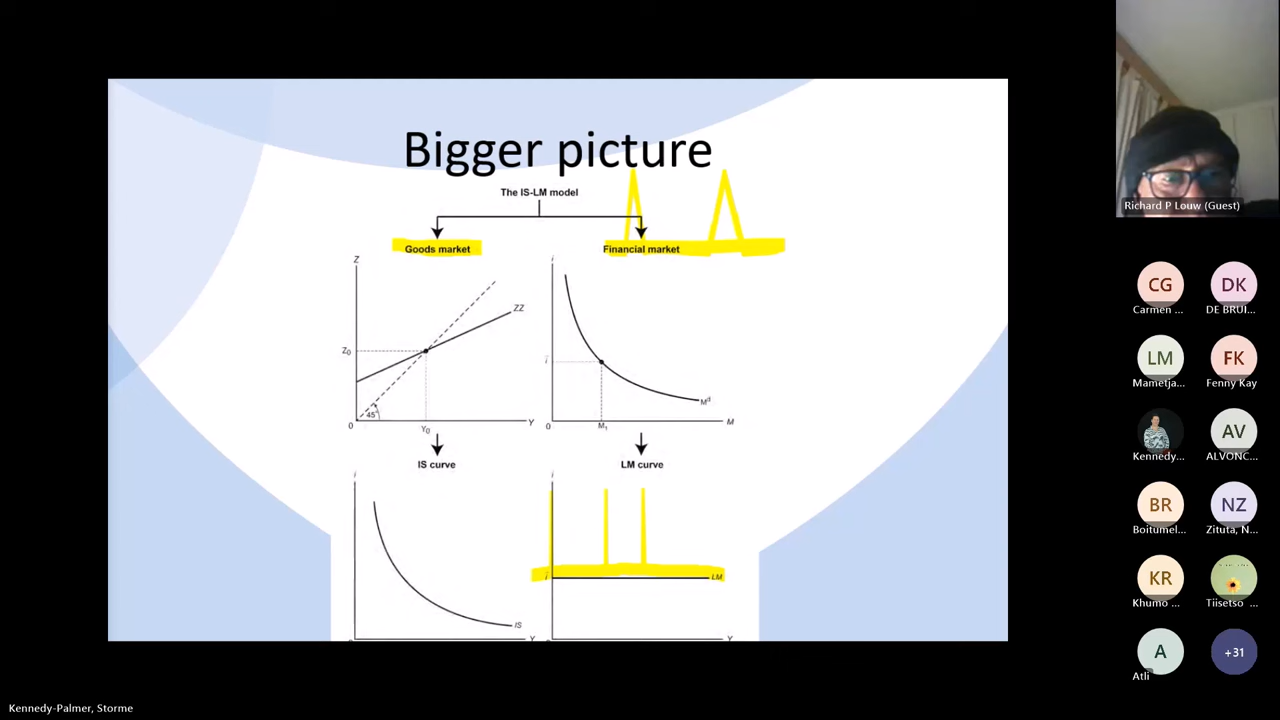 Bigger picture
The IS-LM model
Goods market
Financial market
Z
i
ZZ
Z₀
i
45°
Mᵈ
0
Y₀
Y
0
M₁
M
IS curve
LM curve
i
i
i
LM
IS
Y
Y
Richard P Louw (Guest)
CG
DK
Carmen ...
DE BRUI...
LM
FK
Mametja...
Fenny Kay
AV
Kennedy...
ALVONC...
BR
NZ
Boitumel...
Zituta, N...
KR
Khumo ...
Tiisetso ...
A
+31
Atli
Kennedy-Palmer, Storme